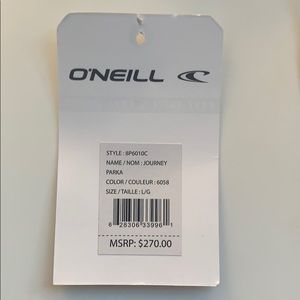 O'NEILL
STYLE : 8P6010C
NAME / NOM : JOURNEY
PARKA
COLOR / COULEUR : 6058
SIZE / TAILLE : L/G
6 28306 33996 1
MSRP: $270.00